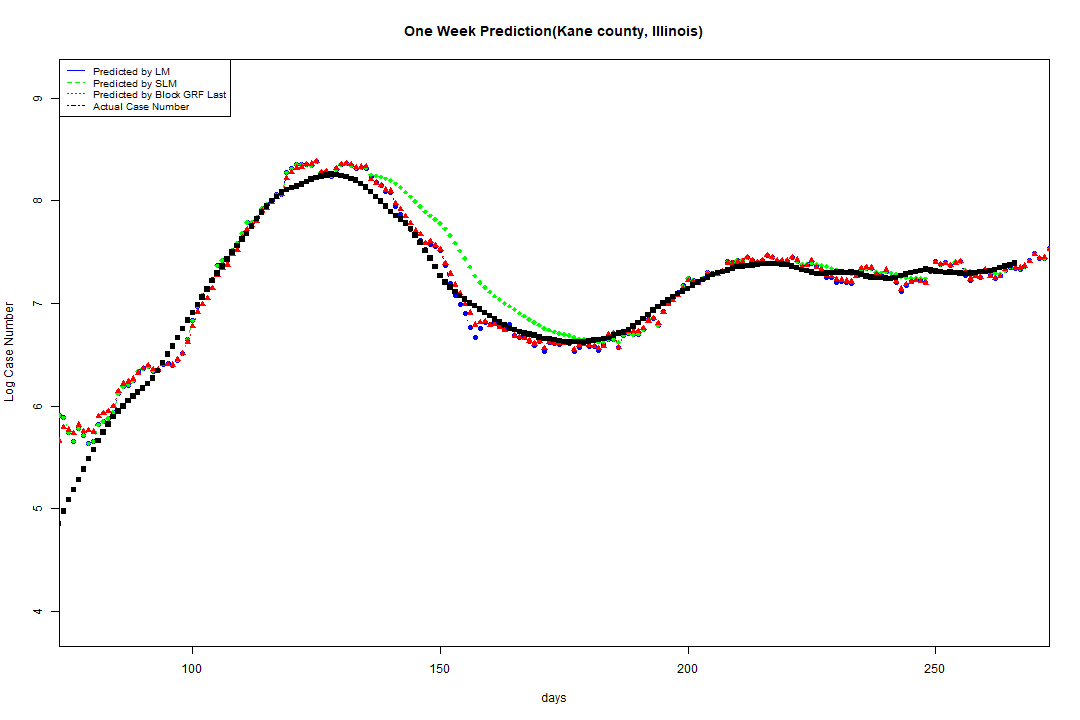 One Week Prediction(Kane county, Illinois)
Predicted by LM
Predicted by SLM
Predicted by Block GRF Last
Actual Case Number
9
8
7
6
5
4
Log Case Number
100 150 200 250
days